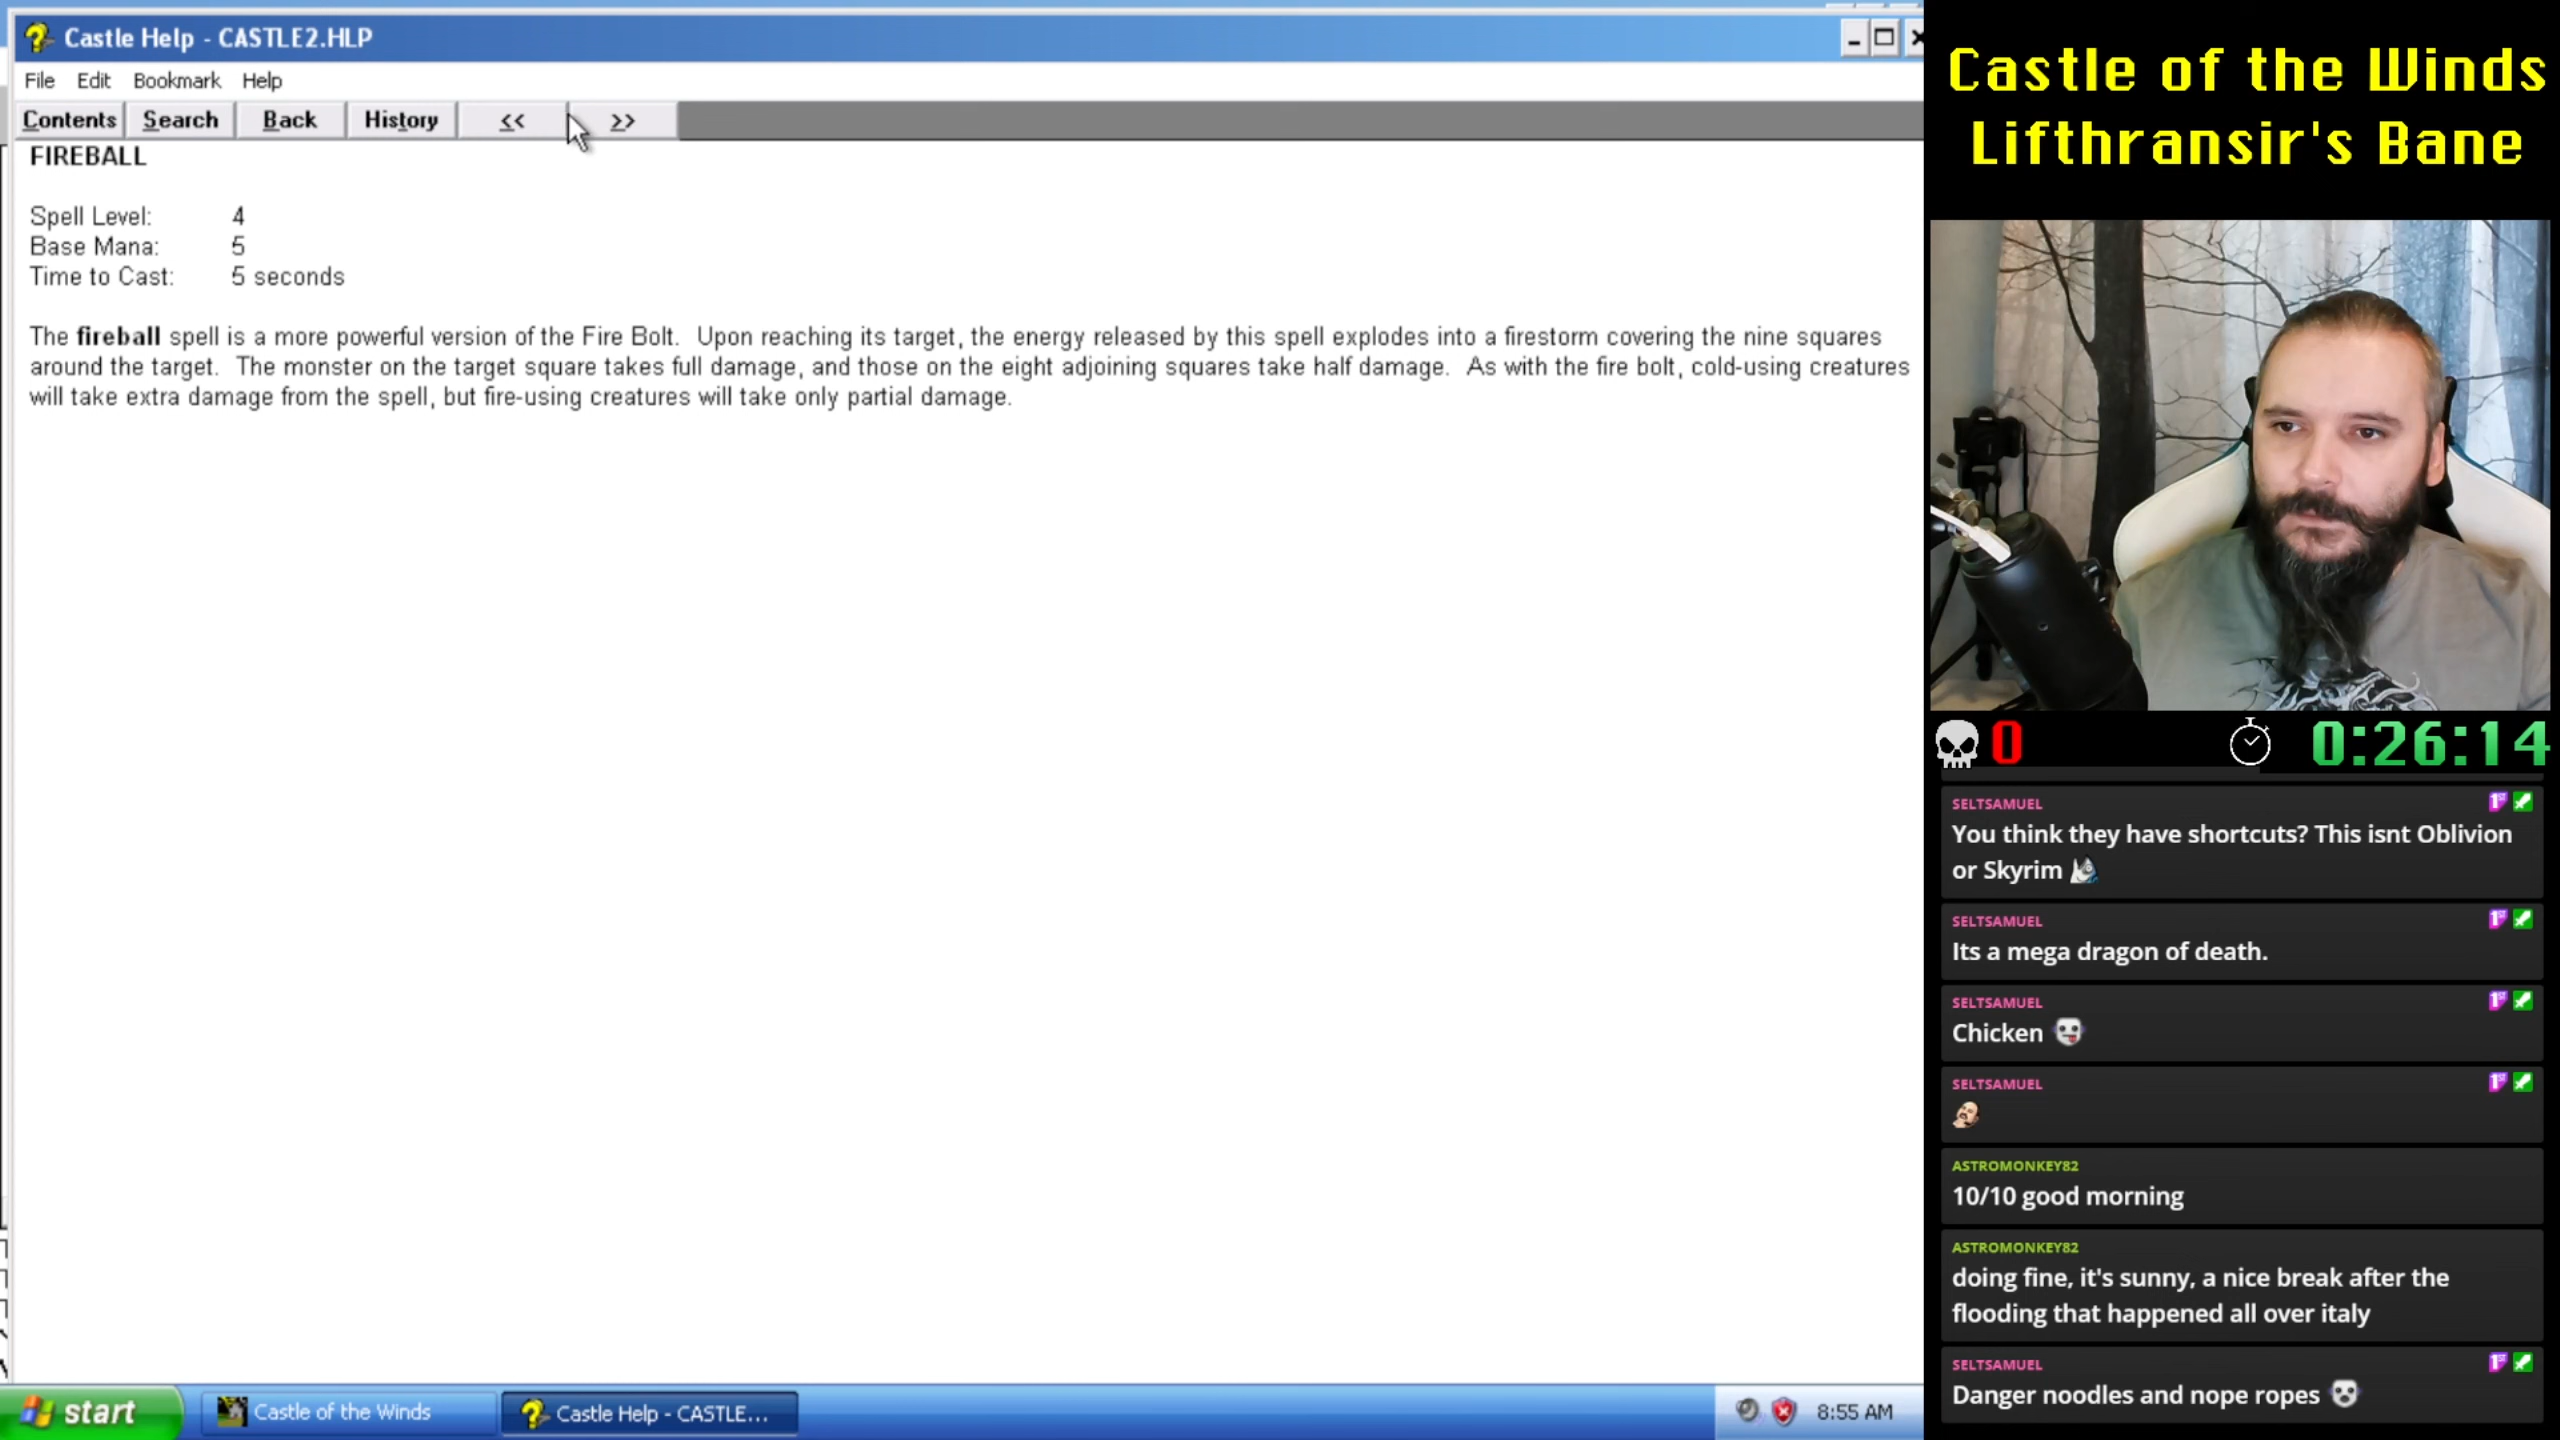 Castle Help - CASTLE2.HLP
File Edit Bookmark Help
Contents Search Back History << >>
FIREBALL
Spell Level: 4
Base Mana: 5
Time to Cast: 5 seconds
The fireball spell is a more powerful version of the Fire Bolt. Upon reaching its target, the energy released by this spell explodes into a firestorm covering the nine squares
around the target. The monster on the target square takes full damage, and those on the eight adjoining squares take half damage. As with the fire bolt, cold-using creatures
will take extra damage from the spell, but fire-using creatures will take only partial damage.
start
Castle of the Winds
Castle Help - CASTLE...
8:55 AM
Castle of the Winds
Lifthransir's Bane
0
0:26:14
SELTSAMUEL
You think they have shortcuts? This isnt Oblivion
or Skyrim
SELTSAMUEL
Its a mega dragon of death.
SELTSAMUEL
Chicken
SELTSAMUEL
ASTROMONKEY82
10/10 good morning
ASTROMONKEY82
doing fine, it's sunny, a nice break after the
flooding that happened all over italy
SELTSAMUEL
Danger noodles and nope ropes